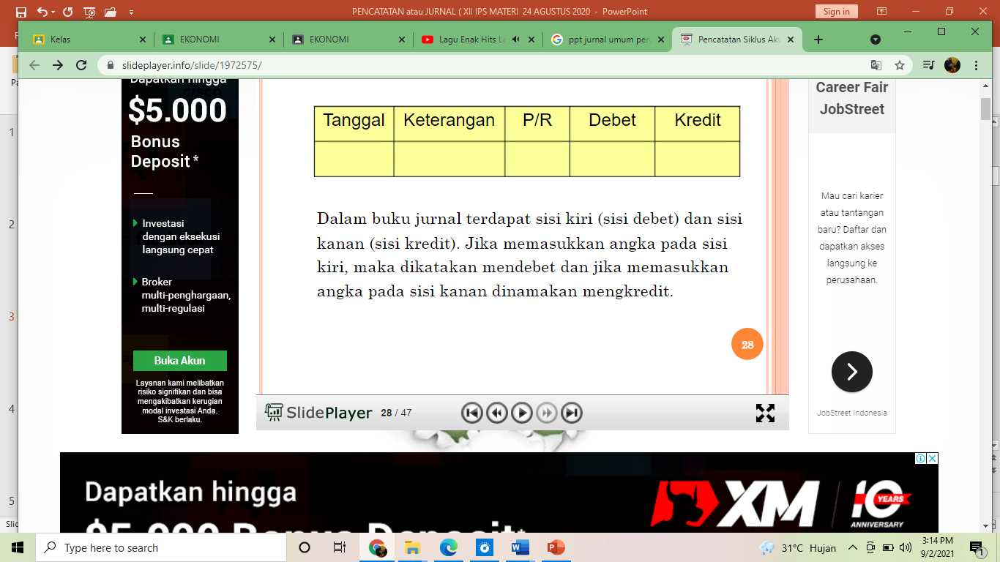 PENCATATAN atau JURNAL ( XII IPS MATERI 24 AGUSTUS 2020 - PowerPoint
Sign in
Kelas
EKONOMI
EKONOMI
Lagu Enak Hits L
ppt jurnal umum per
Pencatatan Siklus Aku
slideplayer.info/slide/1972575/
Dapatkan hingga
$5.000
Bonus
Deposit*
Investasi
dengan eksekusi
langsung cepat
Broker
multi-penghargaan,
multi-regulasi
Buka Akun
Layanan kami melibatkan
risiko signifikan dan bisa
mengakibatkan kerugian
modal investasi Anda.
S&K berlaku.
Tanggal Keterangan P/R Debet Kredit
Dalam buku jurnal terdapat sisi kiri (sisi debet) dan sisi
kanan (sisi kredit). Jika memasukkan angka pada sisi
kiri, maka dikatakan mendebet dan jika memasukkan
angka pada sisi kanan dinamakan mengkredit.
28
SlidePlayer 28 / 47
Career Fair
JobStreet
Mau cari karier
atau tantangan
baru? Daftar dan
dapatkan akses
langsung ke
perusahaan.
JobStreet Indonesia
1
2
3
4
5
Dapatkan hingga
$5.000 Bonus Deposit*
XM
10
YEARS
ANNIVERSARY
Type here to search
31°C Hujan
3:14 PM
9/2/2021
1